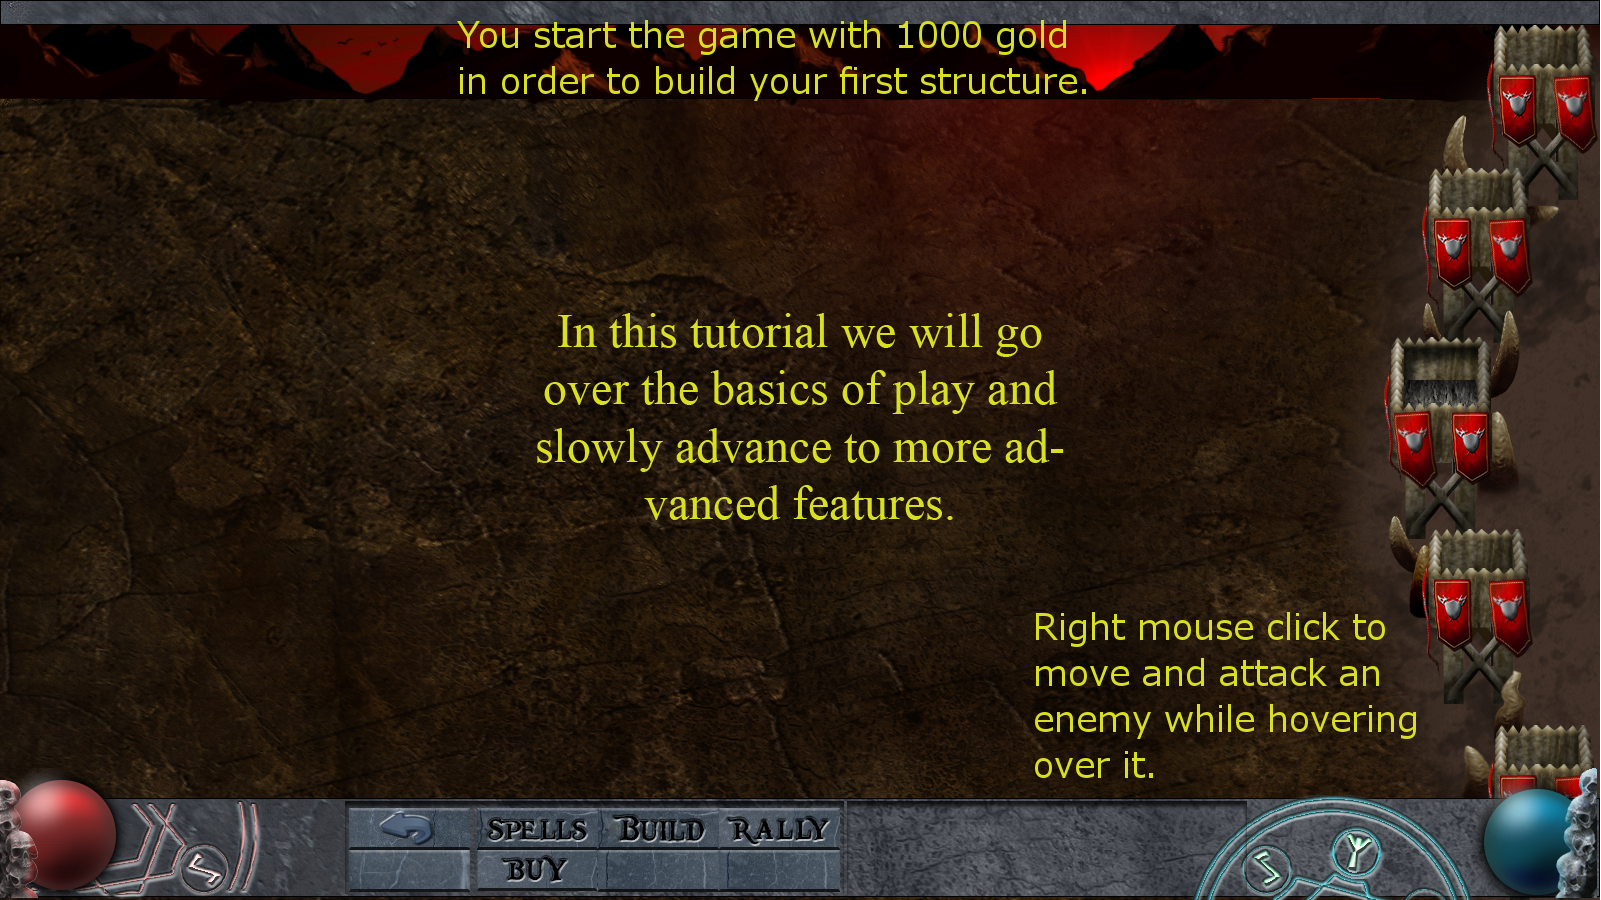 You start the game with 1000 gold
in order to build your first structure.
In this tutorial we will go
over the basics of play and
slowly advance to more ad-
vanced features.
Right mouse click to
move and attack an
enemy while hovering
over it.
SPELLS BUILD RALLY
BUY